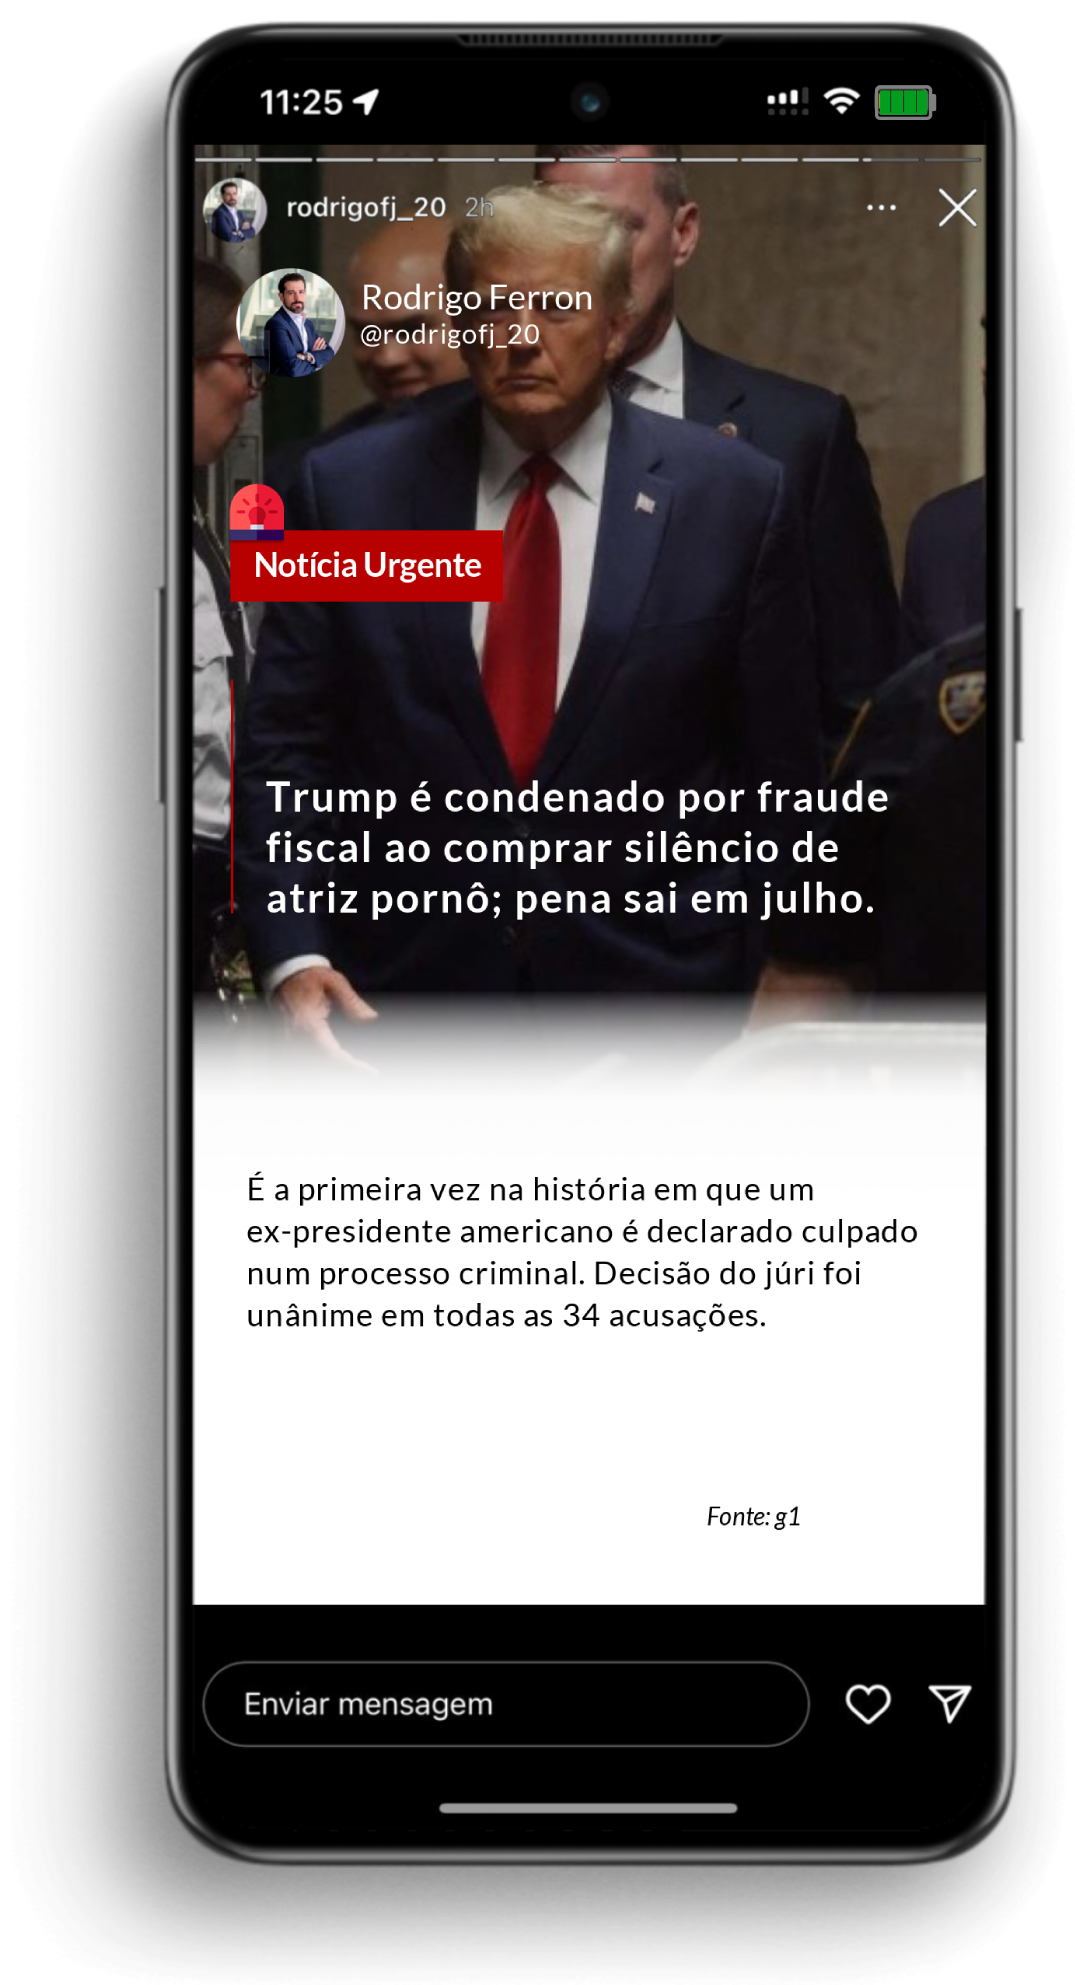 11:25
rodrigofj_20 2h
Rodrigo Ferron
@rodrigofj_20
Notícia Urgente
Trump é condenado por fraude
fiscal ao comprar silêncio de
atriz pornô; pena sai em julho.
É a primeira vez na história em que um
ex-presidente americano é declarado culpado
num processo criminal. Decisão do júri foi
unânime em todas as 34 acusações.
Fonte: g1
Enviar mensagem